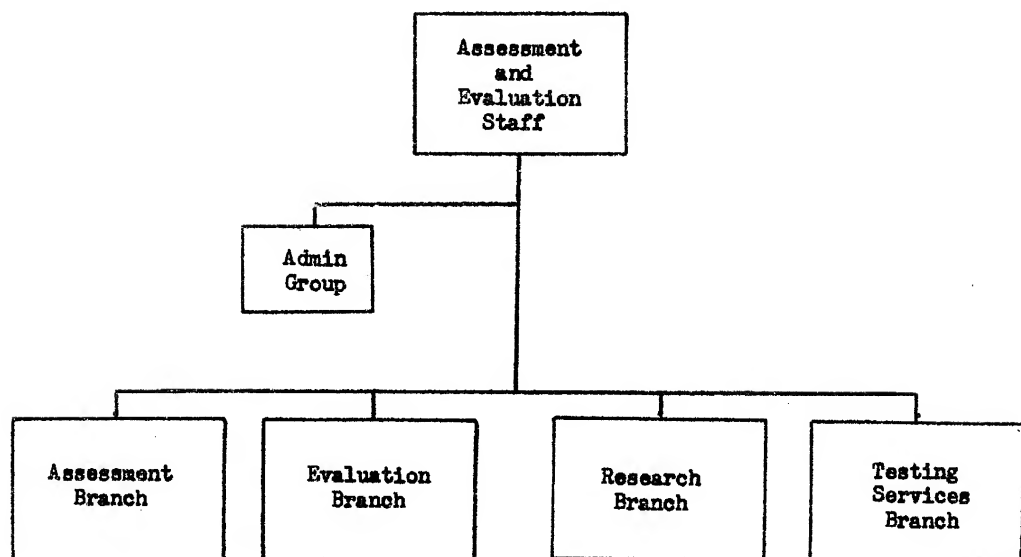 Assessment
and
Evaluation
Staff
Admin
Group
Assessment
Branch
Evaluation
Branch
Research
Branch
Testing
Services
Branch